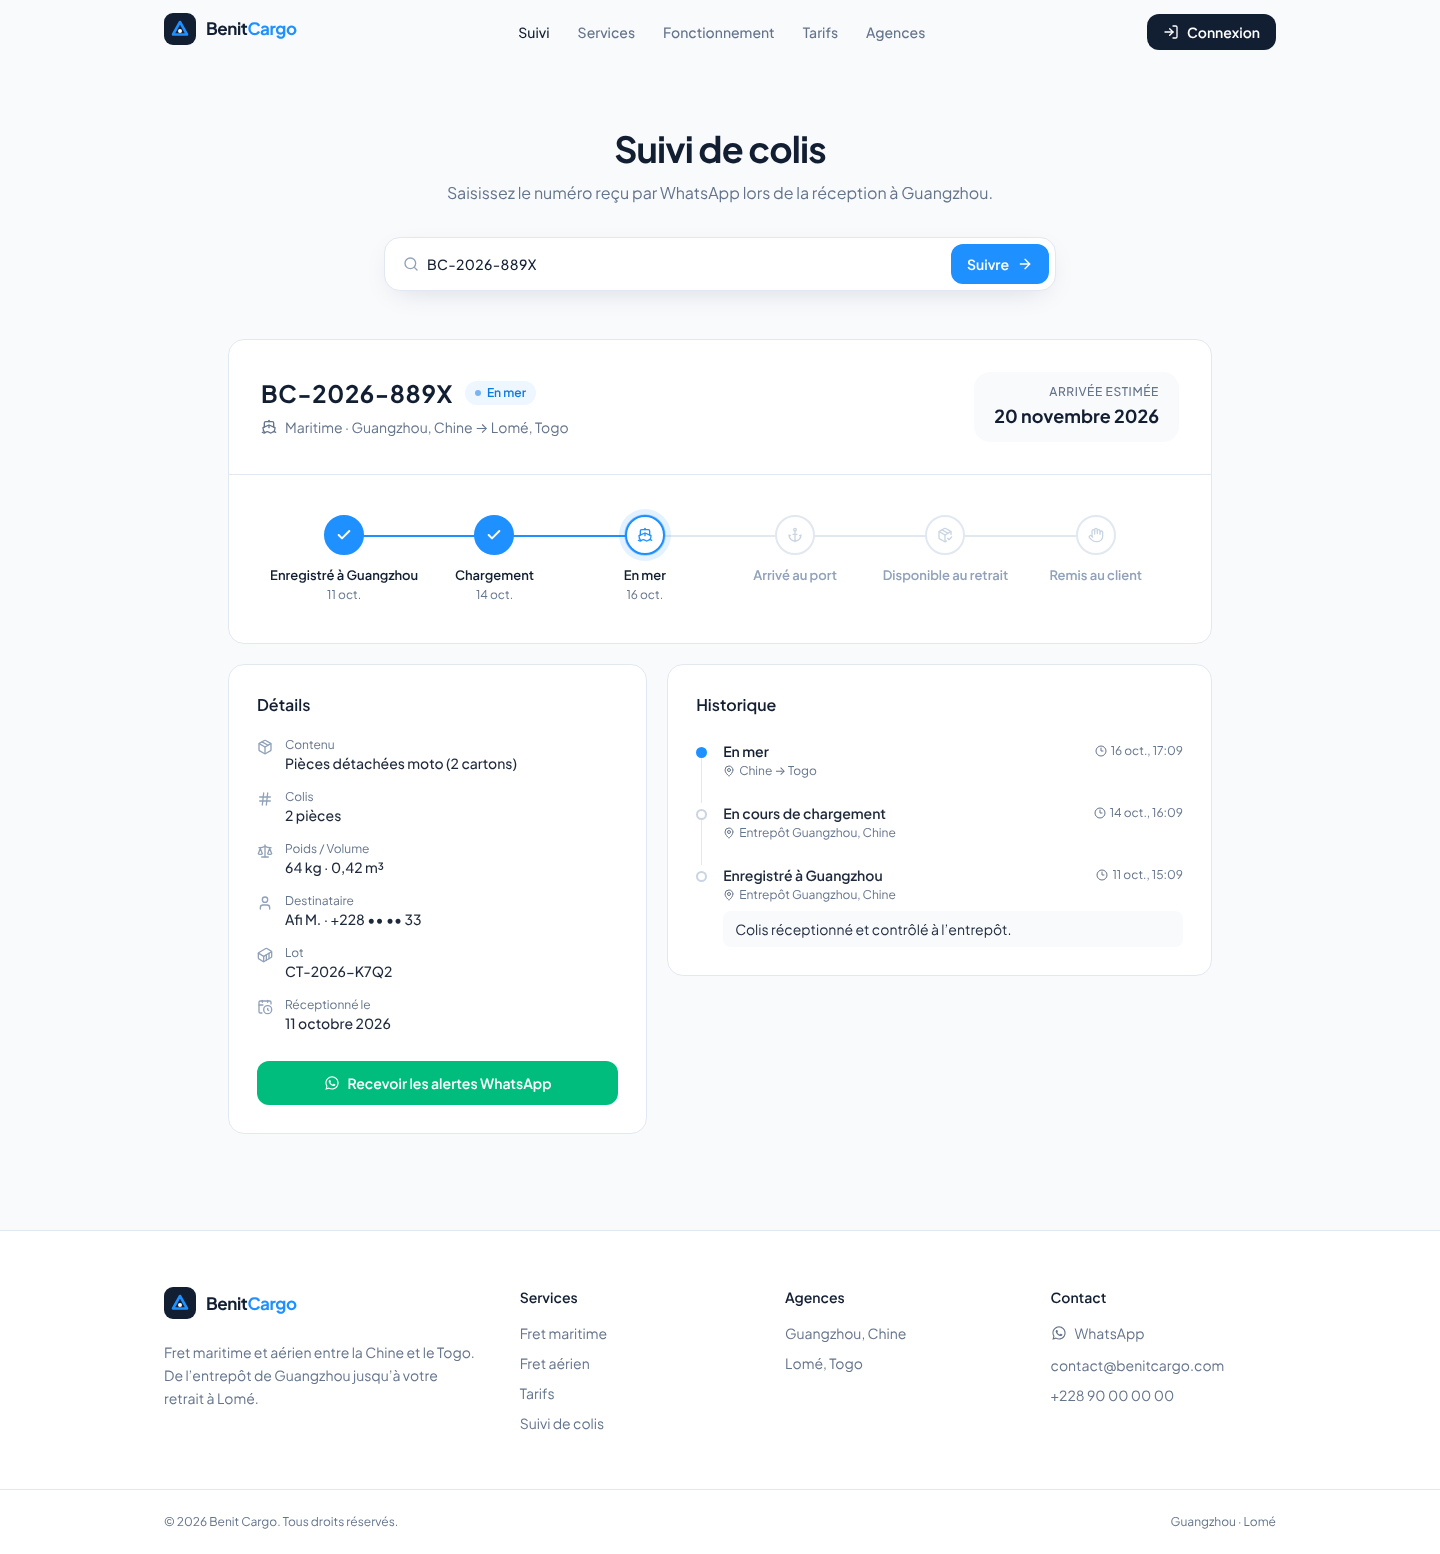 BenitCargo
Suivi Services Fonctionnement Tarifs Agences
Connexion
Suivi de colis
Saisissez le numéro reçu par WhatsApp lors de la réception à Guangzhou.
BC-2026-889X
Suivre
BC-2026-889X
En mer
Maritime · Guangzhou, Chine → Lomé, Togo
ARRIVÉE ESTIMÉE
20 novembre 2026
Enregistré à Guangzhou
11 oct.
Chargement
14 oct.
En mer
16 oct.
Arrivé au port
Disponible au retrait
Remis au client
Détails
Contenu
Pièces détachées moto (2 cartons)
Colis
2 pièces
Poids / Volume
64 kg · 0,42 m³
Destinataire
Afi M. · +228 •• •• 33
Lot
CT-2026-K7Q2
Réceptionné le
11 octobre 2026
Recevoir les alertes WhatsApp
Historique
En mer
16 oct., 17:09
Chine → Togo
En cours de chargement
14 oct., 16:09
Entrepôt Guangzhou, Chine
Enregistré à Guangzhou
11 oct., 15:09
Entrepôt Guangzhou, Chine
Colis réceptionné et contrôlé à l'entrepôt.
BenitCargo
Fret maritime et aérien entre la Chine et le Togo.
De l'entrepôt de Guangzhou jusqu'à votre
retrait à Lomé.
Services
Fret maritime
Fret aérien
Tarifs
Suivi de colis
Agences
Guangzhou, Chine
Lomé, Togo
Contact
WhatsApp
contact@benitcargo.com
+228 90 00 00 00
© 2026 Benit Cargo. Tous droits réservés.
Guangzhou · Lomé